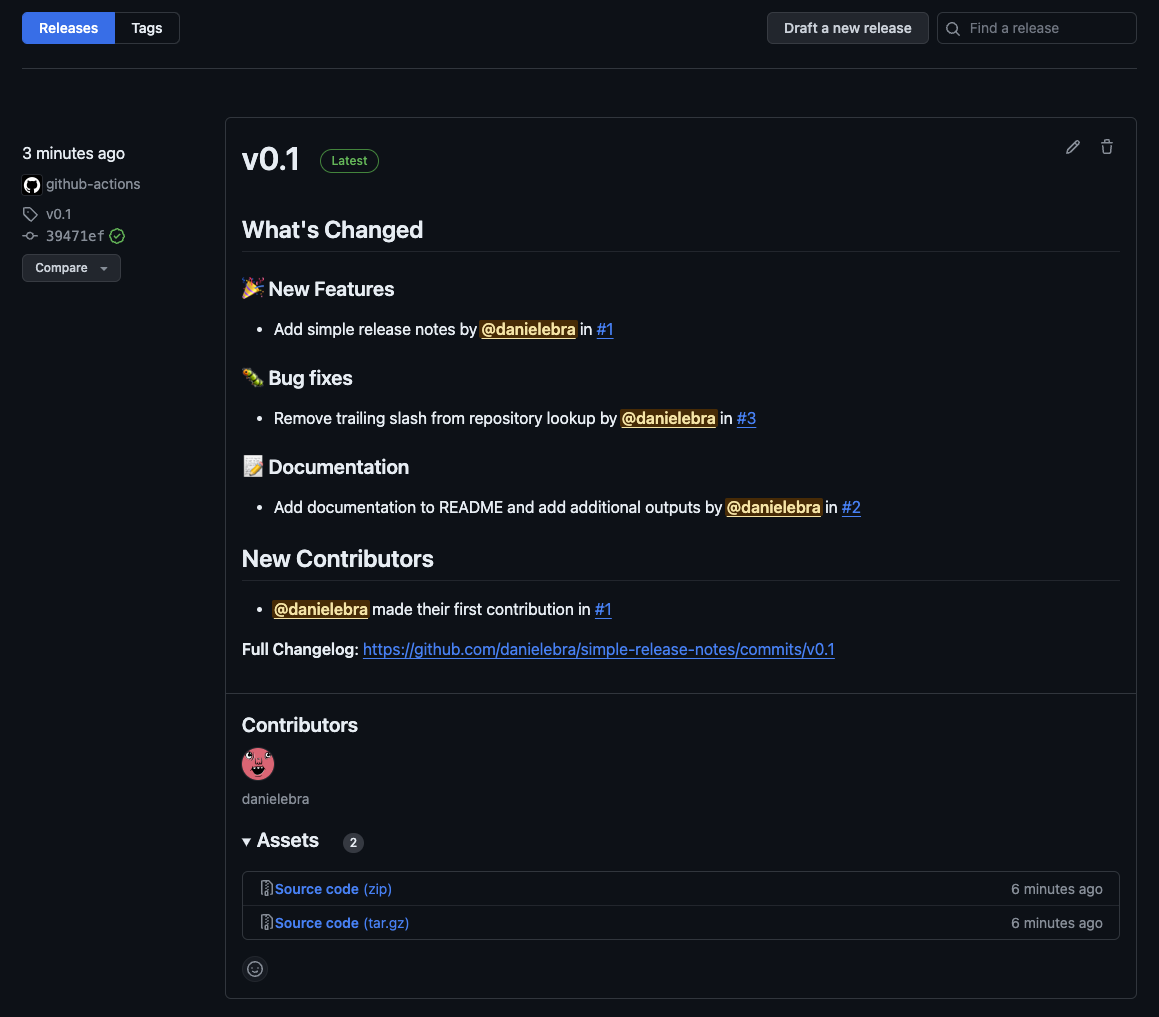 Releases Tags Draft a new release Find a release
3 minutes ago
github-actions
v0.1
39471ef
Compare
v0.1 Latest
What's Changed
🎉 New Features
• Add simple release notes by @danielebra in #1
🐛 Bug fixes
• Remove trailing slash from repository lookup by @danielebra in #3
📝 Documentation
• Add documentation to README and add additional outputs by @danielebra in #2
New Contributors
• @danielebra made their first contribution in #1
Full Changelog: https://github.com/danielebra/simple-release-notes/commits/v0.1
Contributors
danielebra
Assets 2
Source code (zip) 6 minutes ago
Source code (tar.gz) 6 minutes ago